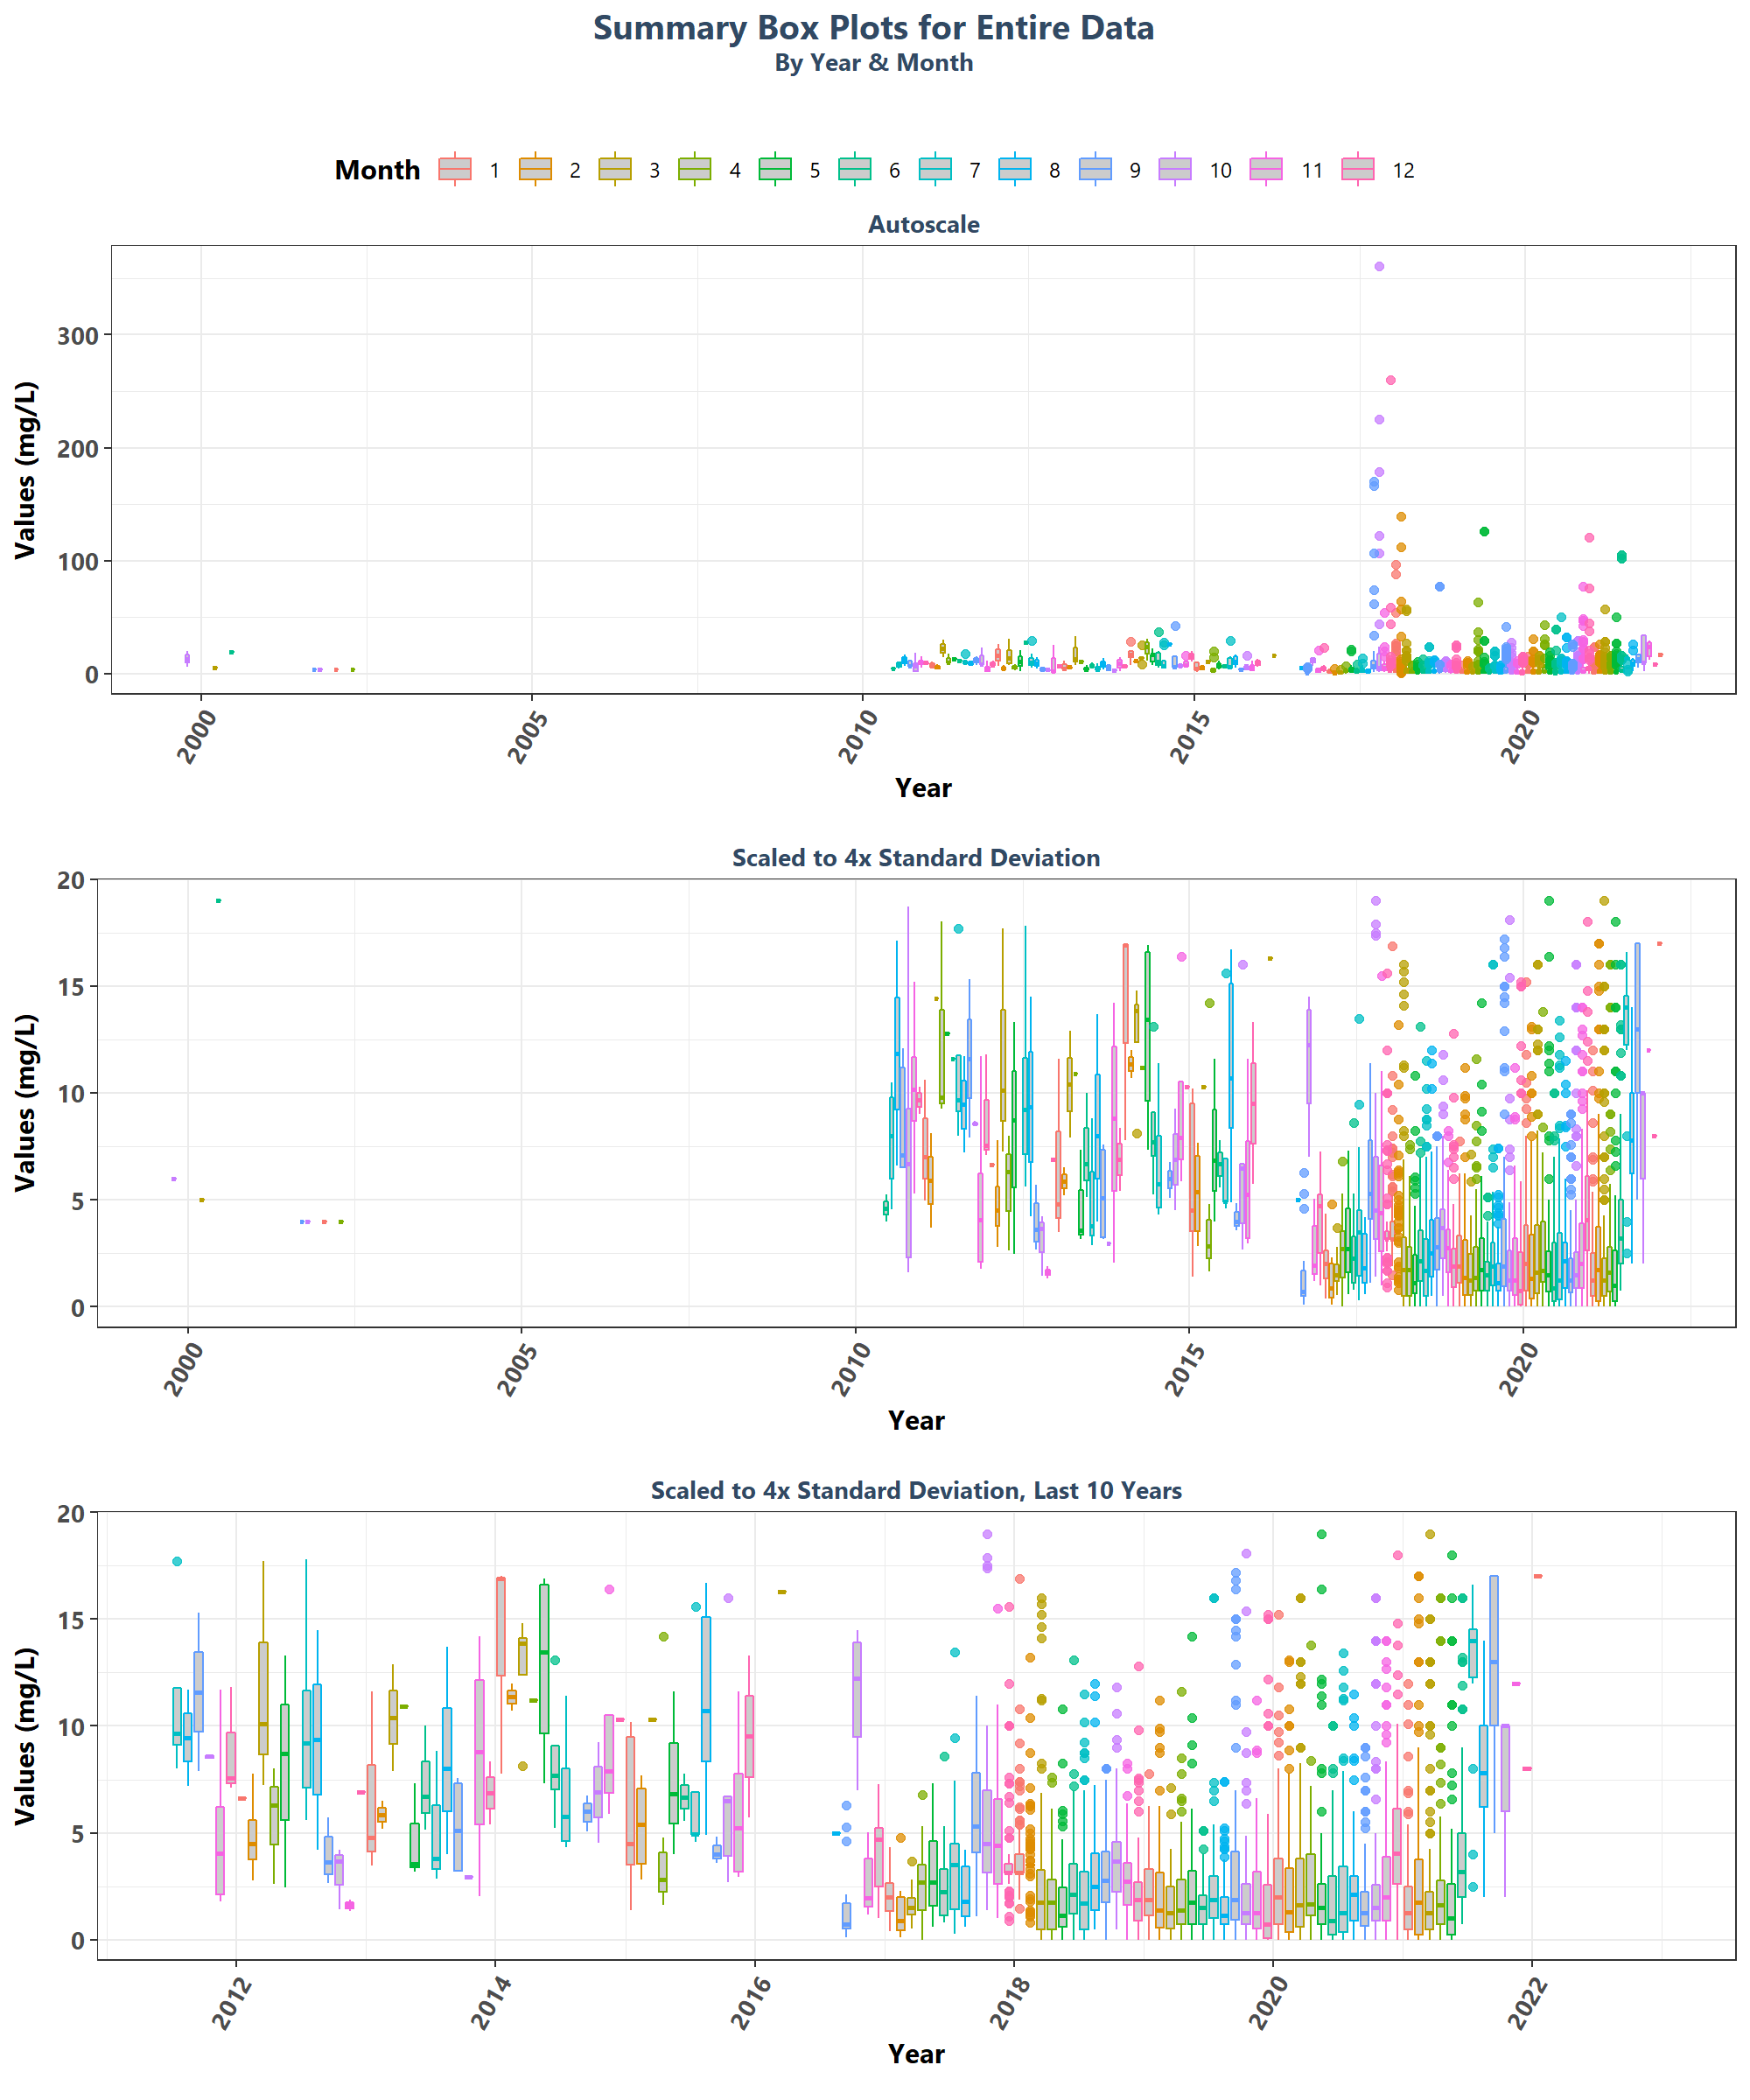 Summary Box Plots for Entire Data
By Year & Month
Month 1 2 3 4 5 6 7 8 9 10 11 12
Autoscale
Values (mg/L)
300
200
100
0
2000 2005 2010 2015 2020
Year
Scaled to 4x Standard Deviation
Values (mg/L)
20
15
10
5
0
2000 2005 2010 2015 2020
Year
Scaled to 4x Standard Deviation, Last 10 Years
Values (mg/L)
20
15
10
5
0
2012 2014 2016 2018 2020 2022
Year